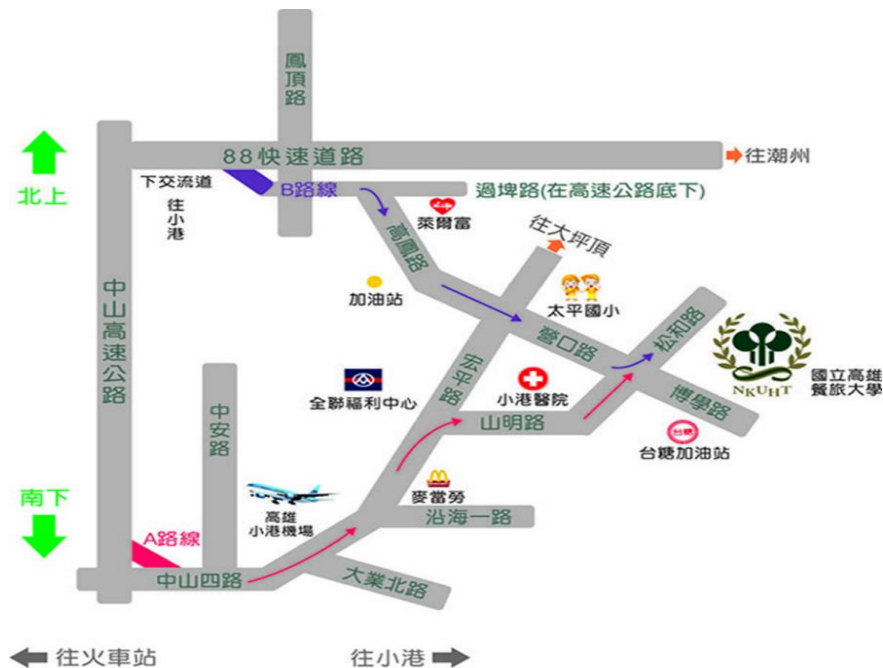 鳳頂路
88快速道路
往潮州
北上
下交流道
往小港
B路線
過埤路(在高速公路底下)
萊爾富
高鳳路
往大坪頂
加油站
太平國小
中山高速公路
營口路
松和路
NKUHT
國立高雄
餐旅大學
宏平路
小港醫院
全聯福利中心
中安路
山明路
博學路
台糖
台糖加油站
麥當勞
南下
高雄
小港機場
沿海一路
A路線
中山四路
大業北路
往火車站
往小港